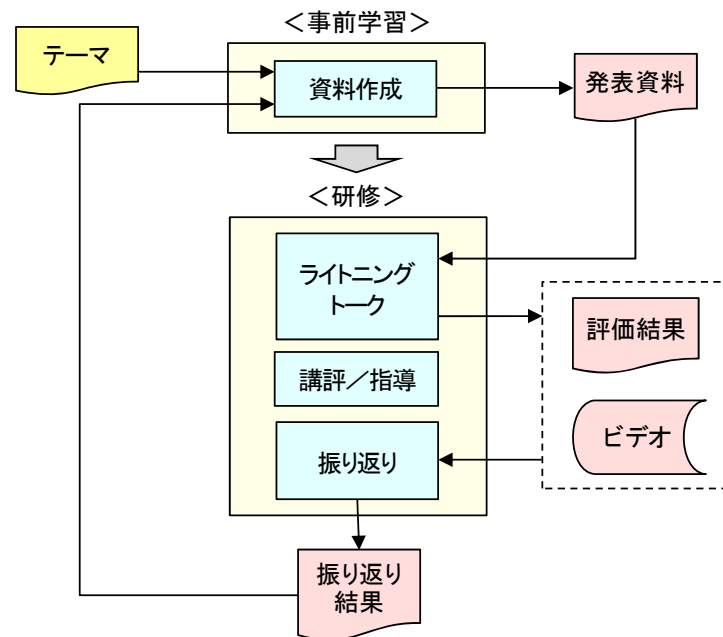 ＜事前学習＞
テーマ
資料作成
発表資料
＜研修＞
ライトニング
トーク
評価結果
講評／指導
ビデオ
振り返り
振り返り
結果